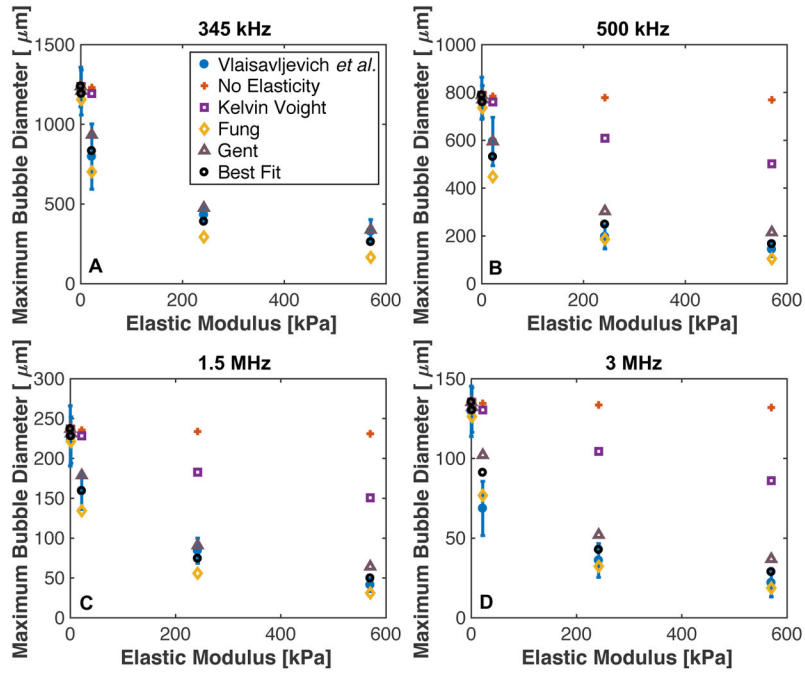 345 kHz
Maximum Bubble Diameter [ μm]
1500
1000
500
0
Vlaisavljevich et al.
No Elasticity
Kelvin Voight
Fung
Gent
Best Fit
A
0 200 400 600
Elastic Modulus [kPa]
500 kHz
Maximum Bubble Diameter [ μm]
1000
800
600
400
200
0
B
0 200 400 600
Elastic Modulus [kPa]
1.5 MHz
Maximum Bubble Diameter [ μm]
300
250
200
150
100
50
0
C
0 200 400 600
Elastic Modulus [kPa]
3 MHz
Maximum Bubble Diameter [ μm]
150
100
50
0
D
0 200 400 600
Elastic Modulus [kPa]